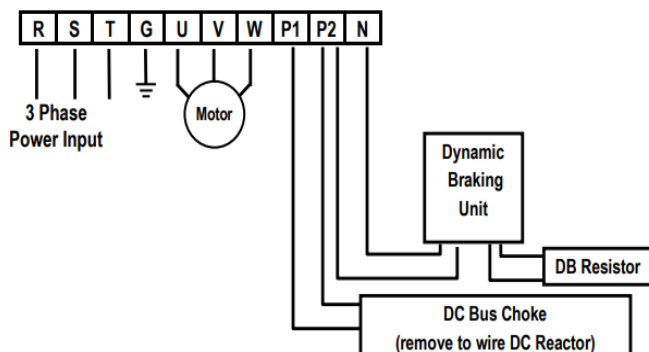 R S T G U V W P1 P2 N
3 Phase
Power Input
Motor
Dynamic
Braking
Unit
DB Resistor
DC Bus Choke
(remove to wire DC Reactor)